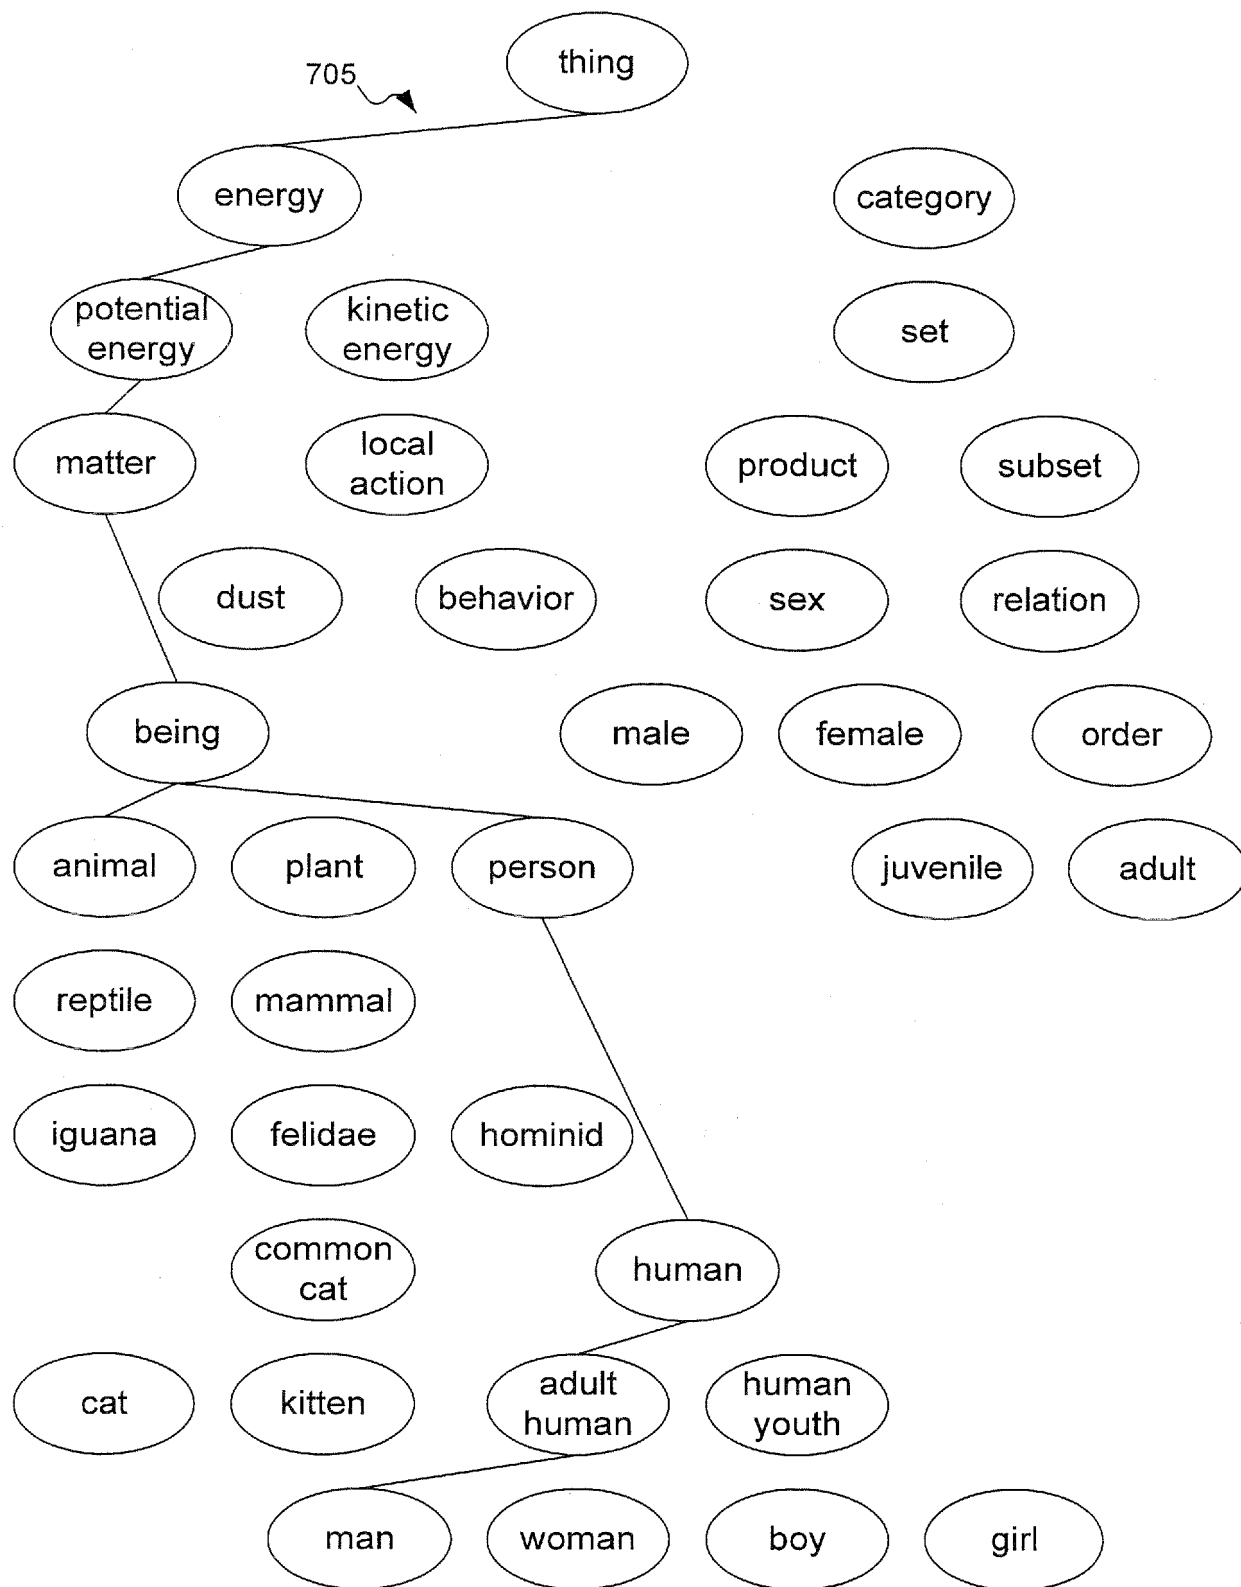 thing
705
energy
category
potential
energy
kinetic
energy
set
matter
local
action
product
subset
dust
behavior
sex
relation
being
male
female
order
animal
plant
person
juvenile
adult
reptile
mammal
iguana
felidae
hominid
common
cat
human
cat
kitten
adult
human
human
youth
man
woman
boy
girl